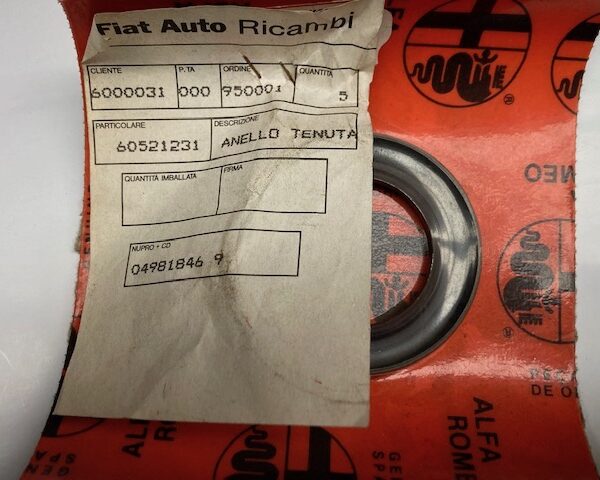 Fiat Auto Ricambi
CLIENTE P.TA ORDINE QUANTITÀ
6000031 000 950001 5
PARTICOLARE DESCRIZIONE
60521231 ANELLO TENUTA
QUANTITÀ IMBALLATA FIRMA
NUPRO + CD
04981846 9
ALFA
ROMEO